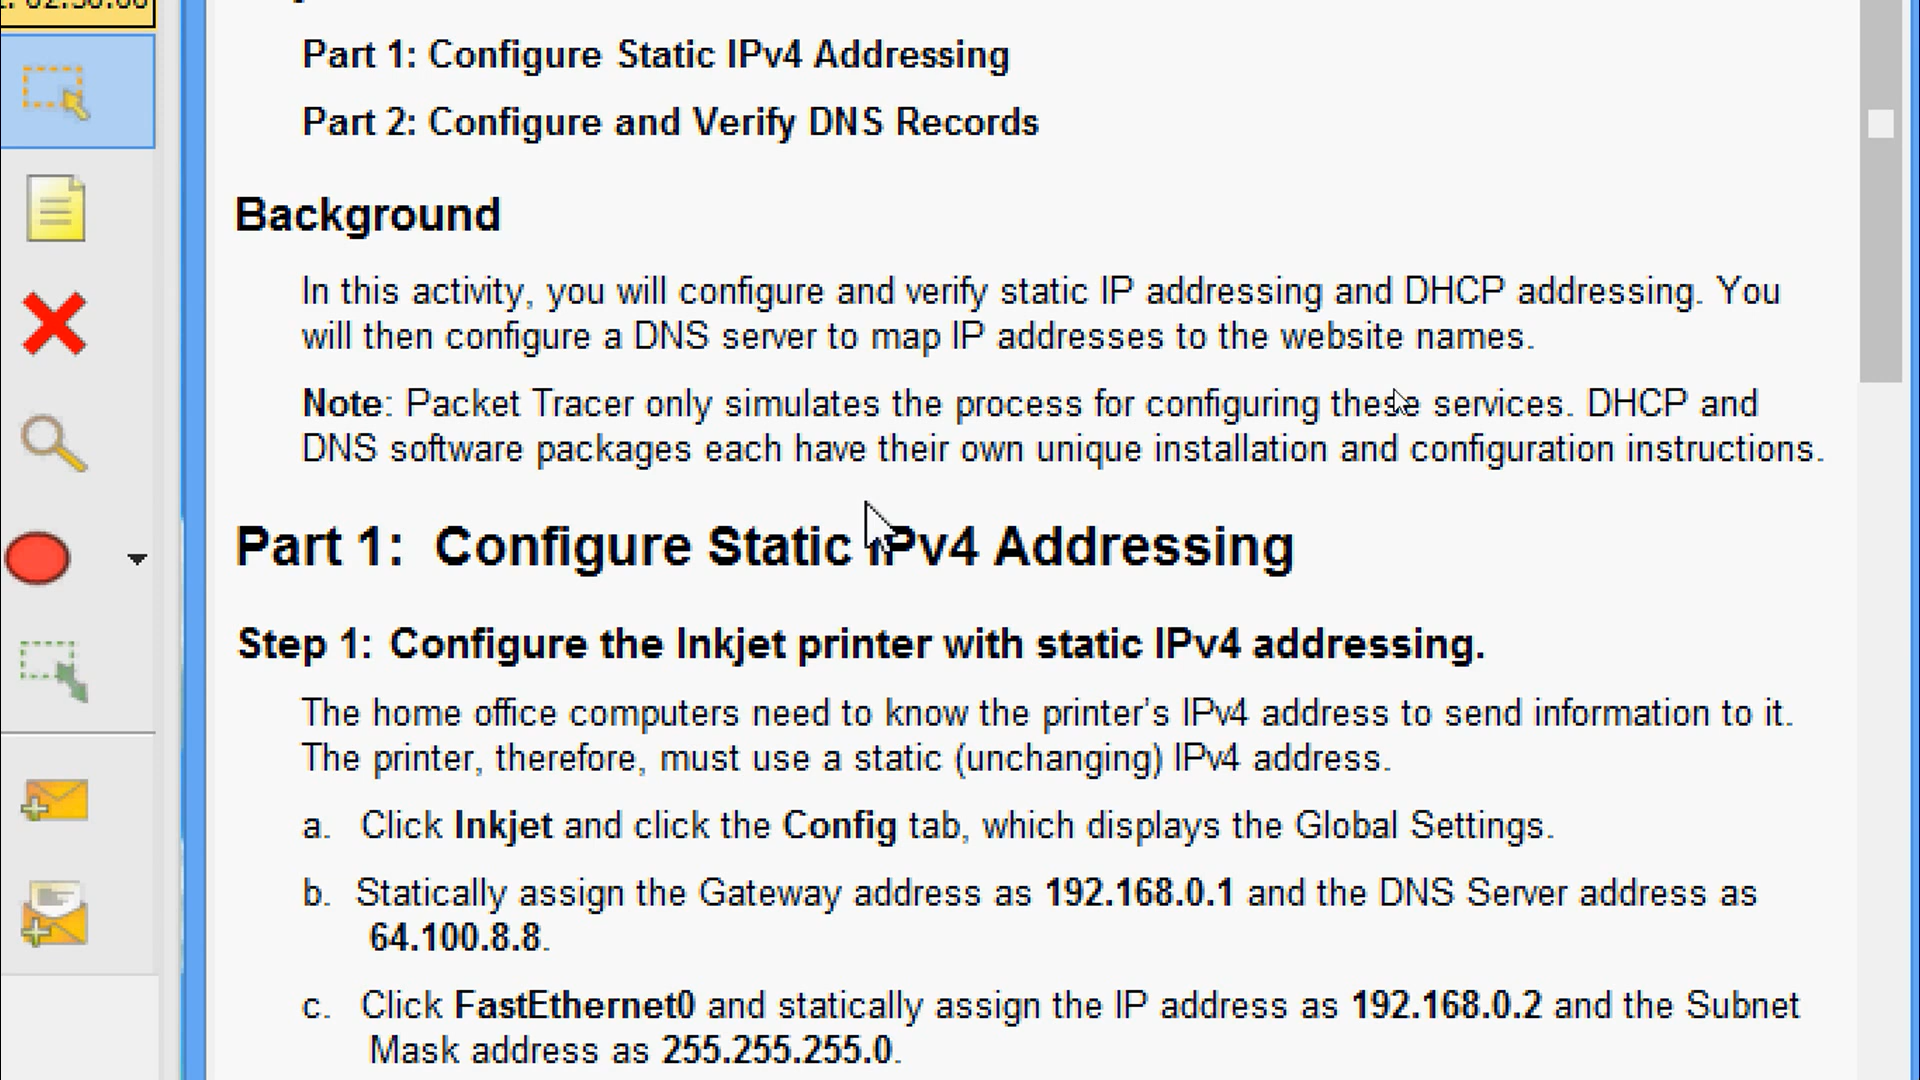 Part 1: Configure Static IPv4 Addressing
Part 2: Configure and Verify DNS Records
Background
In this activity, you will configure and verify static IP addressing and DHCP addressing. You
will then configure a DNS server to map IP addresses to the website names.
Note: Packet Tracer only simulates the process for configuring these services. DHCP and
DNS software packages each have their own unique installation and configuration instructions.
Part 1: Configure Static IPv4 Addressing
Step 1: Configure the Inkjet printer with static IPv4 addressing.
The home office computers need to know the printer's IPv4 address to send information to it.
The printer, therefore, must use a static (unchanging) IPv4 address.
a. Click Inkjet and click the Config tab, which displays the Global Settings.
b. Statically assign the Gateway address as 192.168.0.1 and the DNS Server address as
64.100.8.8.
c. Click FastEthernet0 and statically assign the IP address as 192.168.0.2 and the Subnet
Mask address as 255.255.255.0.